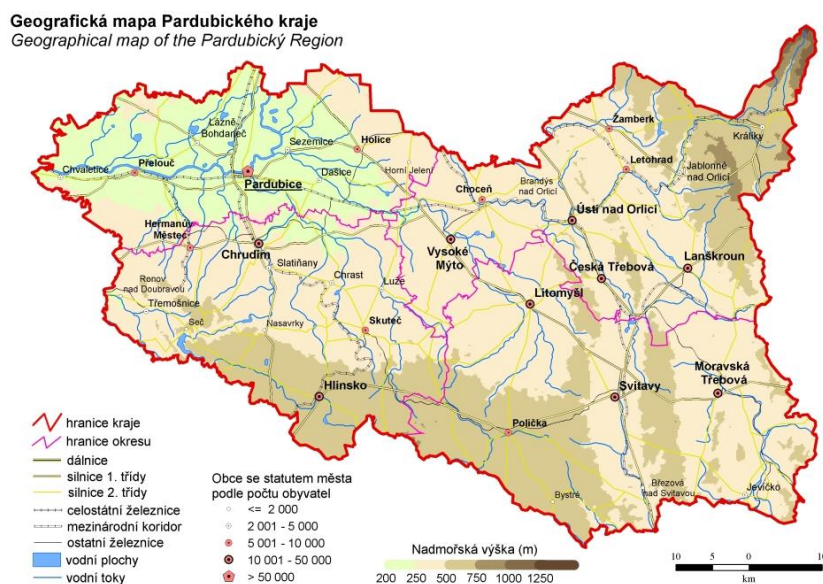 Geografická mapa Pardubického kraje
Geographical map of the Pardubický Region
Lázně
Bohdaneč
Sezemice
Holice
Žamberk
Králíky
Chvaletice
Přelouč
Pardubice
Dašice
Horní Jelení
Choceň
Brandýs
nad Orlicí
Letohrad
Jablonné
nad Orlicí
Ústí nad Orlicí
Heřmanův
Městec
Chrudim
Slatiňany
Vysoké
Mýto
Česká Třebová
Lanškroun
Ronov
nad Doubravou
Třemošnice
Chrast
Luže
Litomyšl
Seč
Nasavrky
Skuteč
Moravská
Třebová
Hlinsko
Svitavy
Polička
Bystré
Březová
nad Svitavou
Jevíčko
hranice kraje
hranice okresu
dálnice
silnice 1. třídy
silnice 2. třídy
celostátní železnice
mezinárodní koridor
ostatní železnice
vodní plochy
vodní toky
Obce se statutem města
podle počtu obyvatel
<= 2 000
2 001 - 5 000
5 001 - 10 000
10 001 - 50 000
> 50 000
Nadmořská výška (m)
200 250 500 750 1000 1250
10 0 10
km